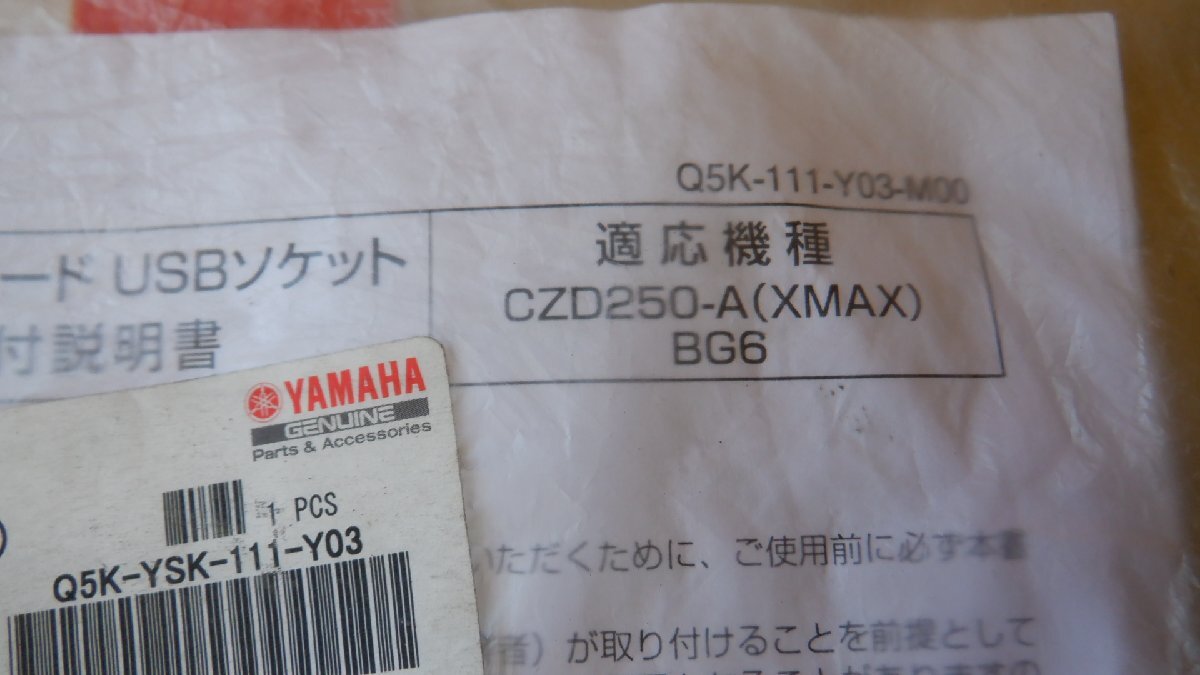 Q5K-111-Y03-M00
ード USBソケット
付説明書
適応機種
CZD250-A(XMAX)
BG6
YAMAHA
GENUINE
Parts & Accessories
1 PCS
Q5K-YSK-111-Y03
いただくために、ご使用前に必ず本書
者）が取り付けることを前提として